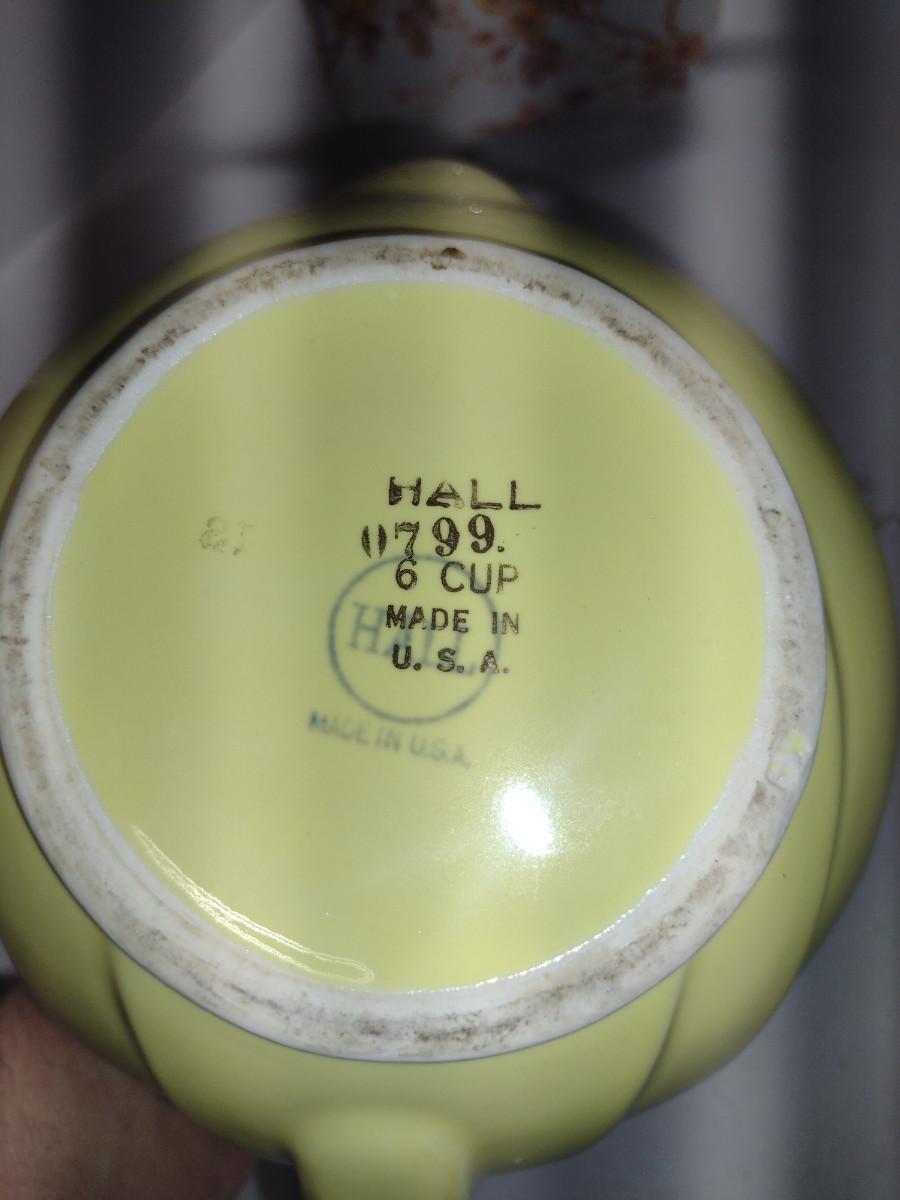 HALL
0799.
6 CUP
MADE IN
U. S. A.
HALL
MADE IN U.S.A.